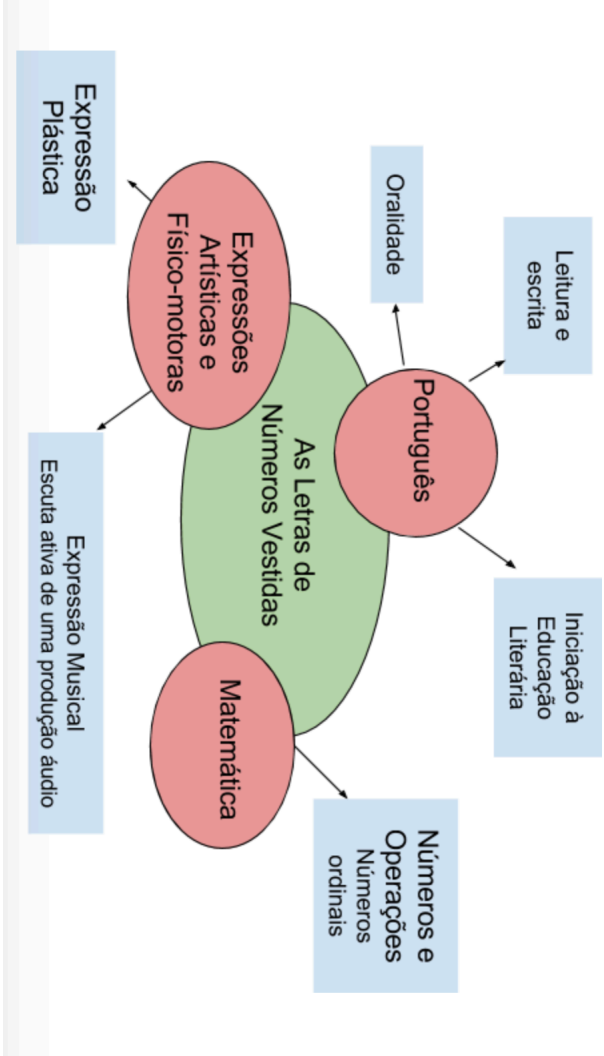 Leitura e
escrita
Iniciação à
Educação
Literária
Oralidade
Português
Números e
Operações
Números
ordinais
As Letras de
Números Vestidas
Expressões
Artísticas e
Físico-motoras
Matemática
Expressão
Plástica
Expressão Musical
Escuta ativa de uma produção áudio